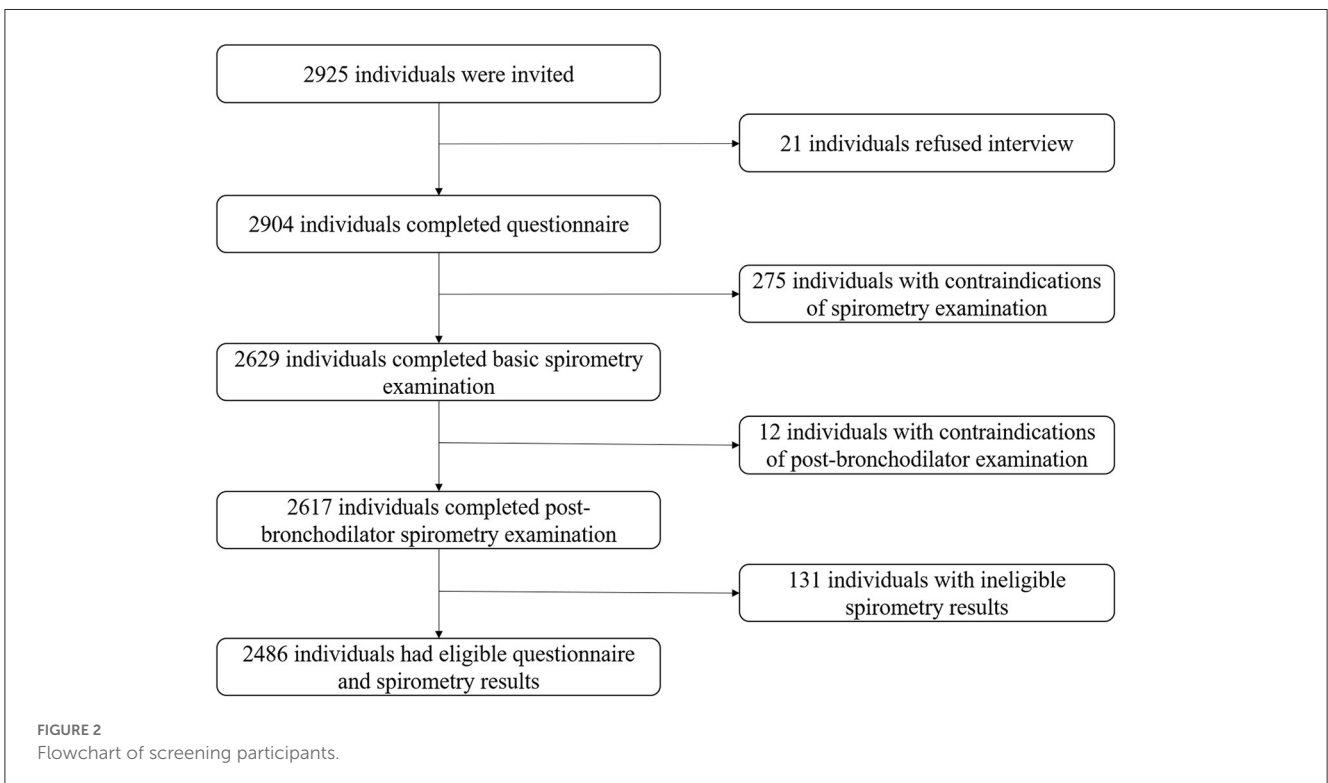 2925 individuals were invited
21 individuals refused interview
2904 individuals completed questionnaire
275 individuals with contraindications
of spirometry examination
2629 individuals completed basic spirometry
examination
12 individuals with contraindications
of post-bronchodilator examination
2617 individuals completed post-
bronchodilator spirometry examination
131 individuals with ineligible
spirometry results
2486 individuals had eligible questionnaire
and spirometry results
FIGURE 2
Flowchart of screening participants.